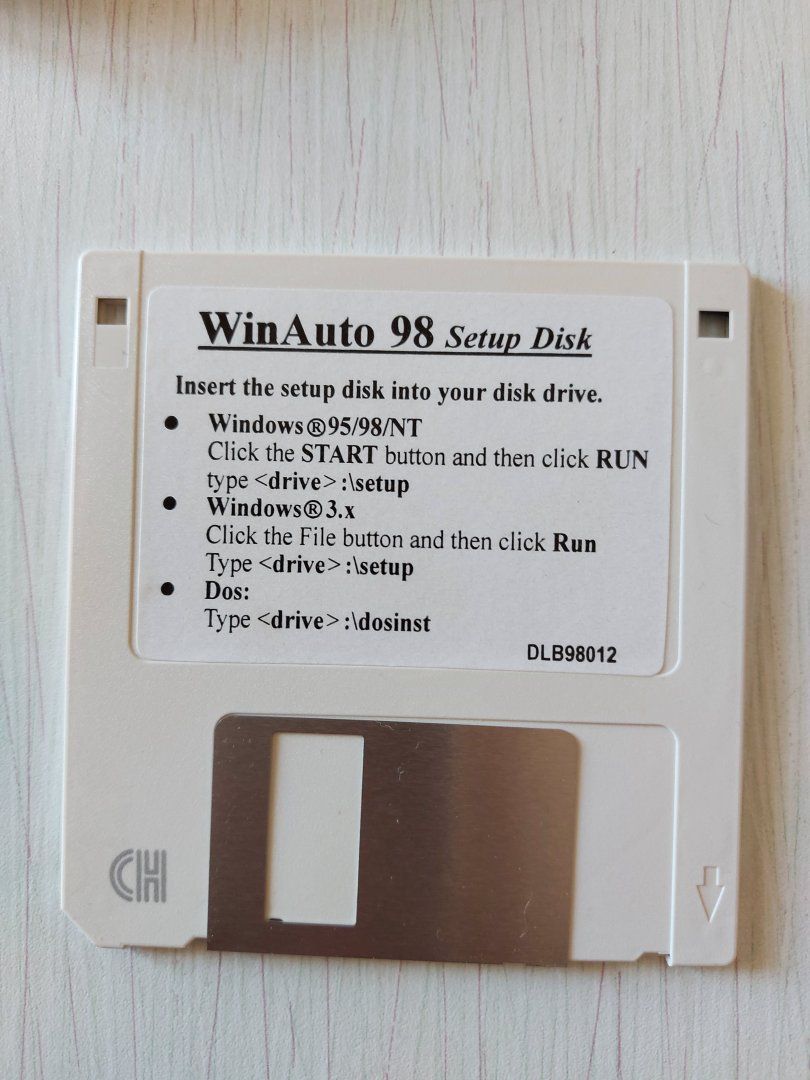 WinAuto 98 Setup Disk
Insert the setup disk into your disk drive.
● Windows®95/98/NT
Click the START button and then click RUN
type <drive>:\setup
● Windows®3.x
Click the File button and then click Run
Type <drive>:\setup
● Dos:
Type <drive>:\dosinst
DLB98012
CH